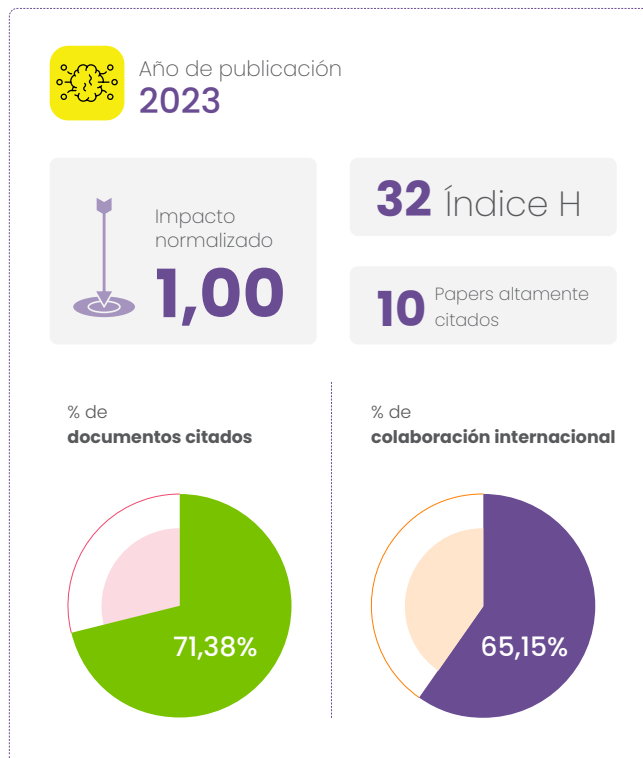 Año de publicación
2023
Impacto
normalizado
1,00
32 Índice H
10 Papers altamente
citados
% de
documentos citados
71,38%
% de
colaboración internacional
65,15%